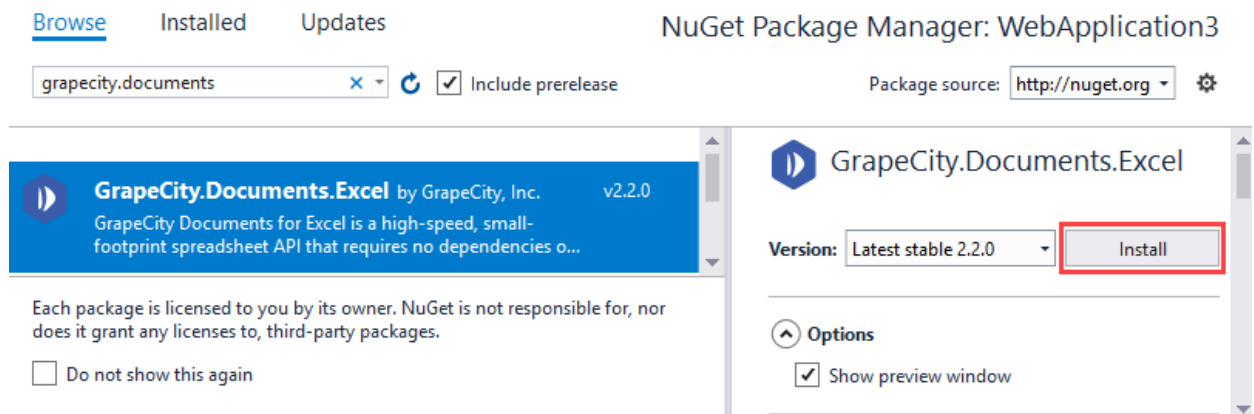 Browse Installed Updates NuGet Package Manager: WebApplication3
grapecity.documents Include prerelease Package source: http://nuget.org
GrapeCity.Documents.Excel by GrapeCity, Inc. v2.2.0
GrapeCity Documents for Excel is a high-speed, small-
footprint spreadsheet API that requires no dependencies o...
Each package is licensed to you by its owner. NuGet is not responsible for, nor
does it grant any licenses to, third-party packages.
Do not show this again
GrapeCity.Documents.Excel
Version: Latest stable 2.2.0 Install
Options
Show preview window